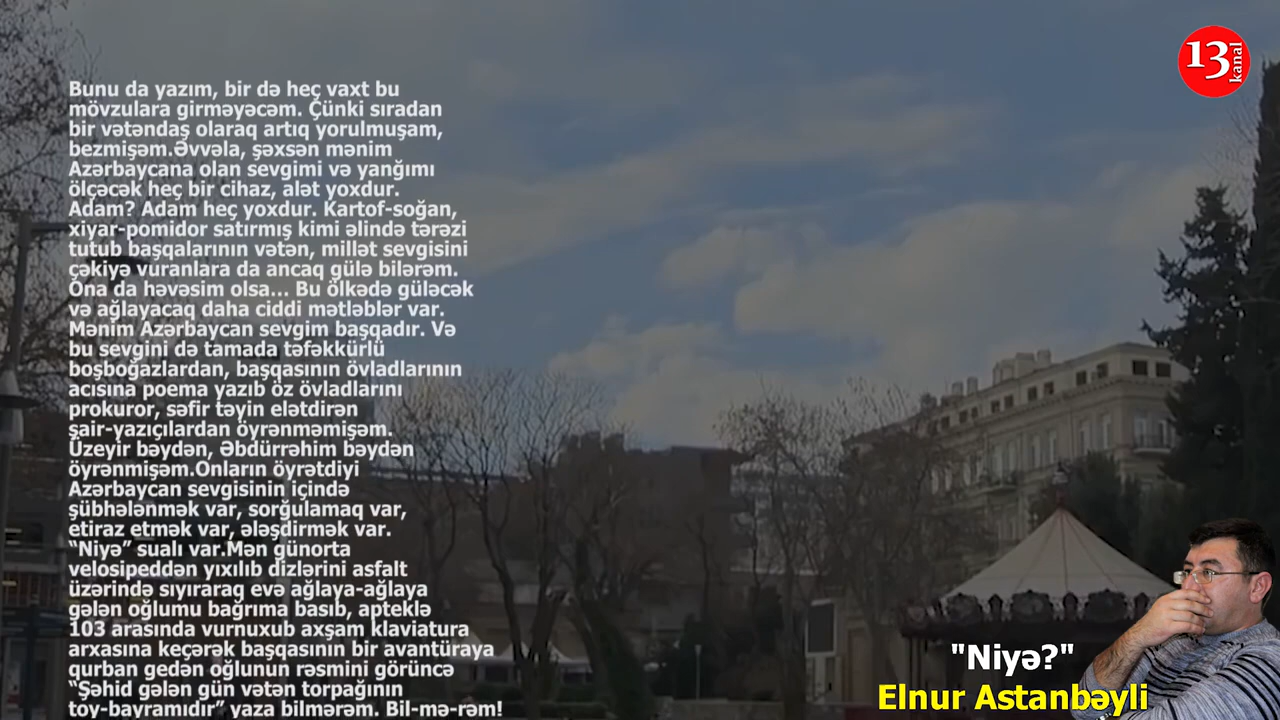 Bunu da yazım, bir də heç vaxt bu
mövzulara girməyəcəm. Çünki sıradan
bir vətəndaş olaraq artıq yorulmuşam,
bezmişəm.Əvvəla, şəxsən mənim
Azərbaycana olan sevgimi və yanğımı
ölçəcək heç bir cihaz, alət yoxdur.
Adam? Adam heç yoxdur. Kartof-soğan,
xiyar-pomidor satırmış kimi əlində tərəzi
tutub başqalarının vətən, millət sevgisini
çəkiyə vuranlara da ancaq gülə bilərəm.
Ona da həvəsim olsa... Bu ölkədə güləcək
və ağlayacaq daha ciddi mətləblər var.
Mənim Azərbaycan sevgim başqadır. Və
bu sevgini də tamada təfəkkürlü
boşboğazlardan, başqasının övladlarının
acısına poema yazıb öz övladlarını
prokuror, səfir təyin elətdirən
şair-yazıçılardan öyrənməmişəm.
Üzeyir bəydən, Əbdürrəhim bəydən
öyrənmişəm.Onların öyrətdiyi
Azərbaycan sevgisinin içində
şübhələnmək var, sorğulamaq var,
etiraz etmək var, ələşdirmək var.
“Niyə” sualı var.Mən günorta
velosipeddən yıxılıb dizlərini asfalt
üzərində sıyıraraq evə ağlaya-ağlaya
gələn oğlumu bağrıma basıb, apteklə
103 arasında vurnuxub axşam klaviatura
arxasına keçərək başqasının bir avantüraya
qurban gedən oğlunun rəsmini görüncə
“Şəhid gələn gün vətən torpağının
toy-bayramıdır” yaza bilmərəm. Bil-mə-rəm!
13 kanal
"Niyə?"
Elnur Astanbəyli